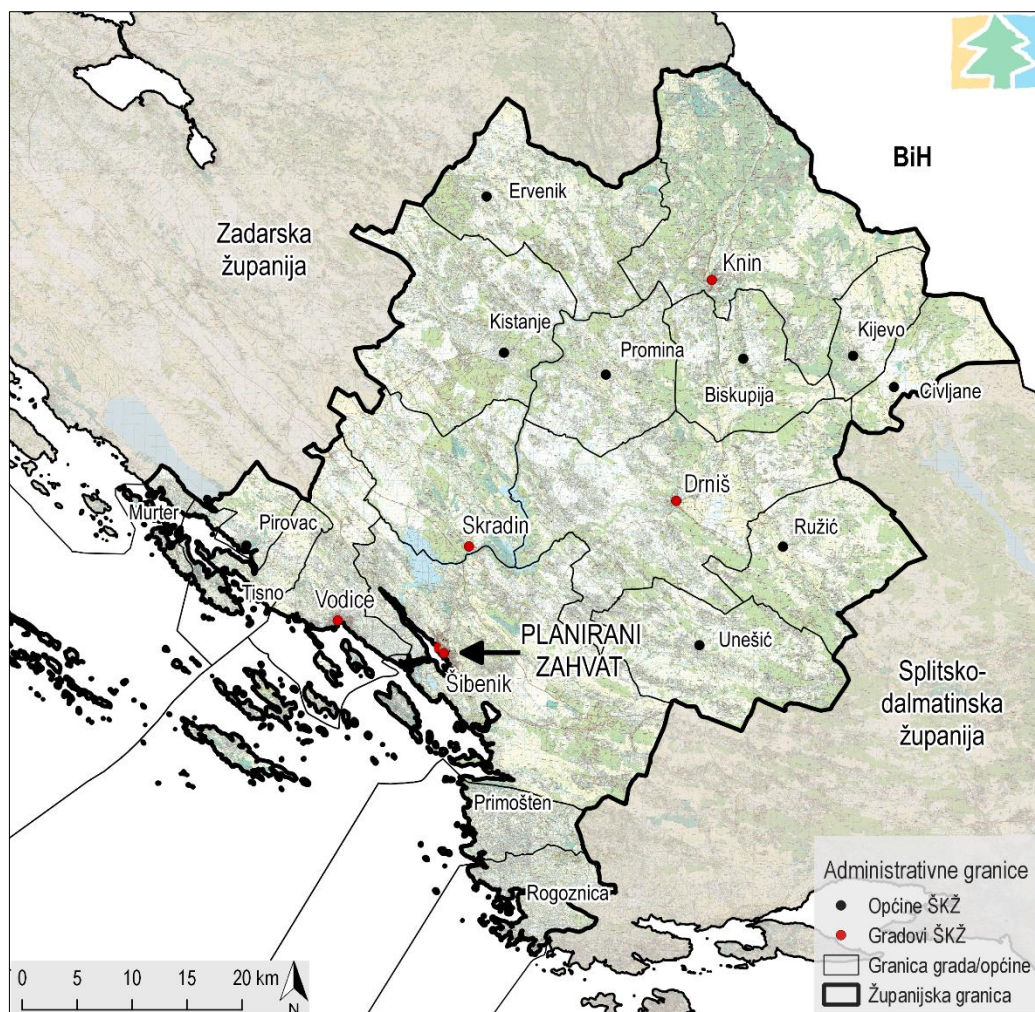 BiH
Ervenik
Zadarska
županija
Knin
Kistanje
Promina
Kijevo
Biskupija
Civljane
Drniš
Murter
Pirovac
Skradin
Ružić
Tisno
Vodice
PLANIRANI
ZAHVAT
Unešić
Šibenik
Splitsko-
dalmatinska
županija
Primošten
Rogoznica
Administrativne granice
Općine ŠKŽ
Gradovi ŠKŽ
Granica grada/općine
Županijska granica
0 5 10 20 km
N